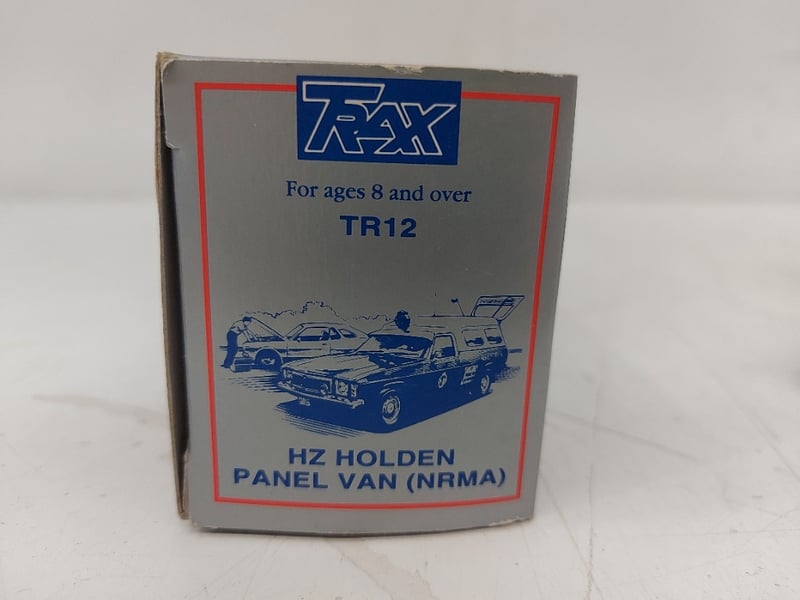 TRAX
For ages 8 and over
TR12
HZ HOLDEN
PANEL VAN (NRMA)